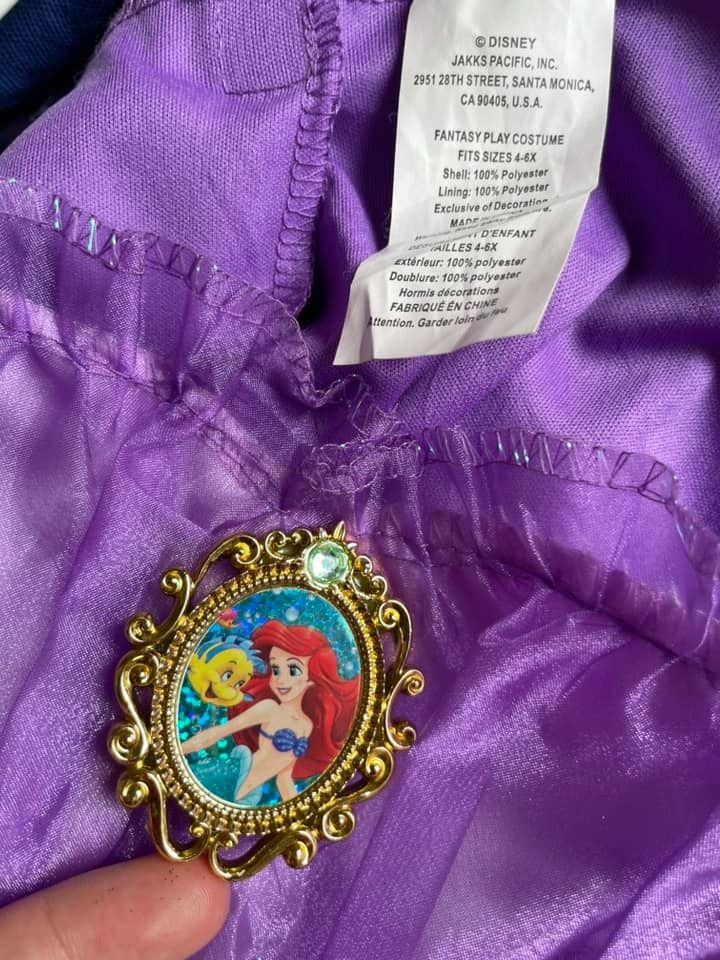 © DISNEY
JAKKS PACIFIC, INC.
2951 28TH STREET, SANTA MONICA,
CA 90405, U.S.A.
FANTASY PLAY COSTUME
FITS SIZES 4-6X
Shell: 100% Polyester
Lining: 100% Polyester
Exclusive of Decoration
MADE
D'ENFANT
TAILLES 4-6X
Extérieur: 100% polyester
Doublure: 100% polyester
Hormis décorations
FABRIQUÉ EN CHINE
Attention. Garder loin du feu